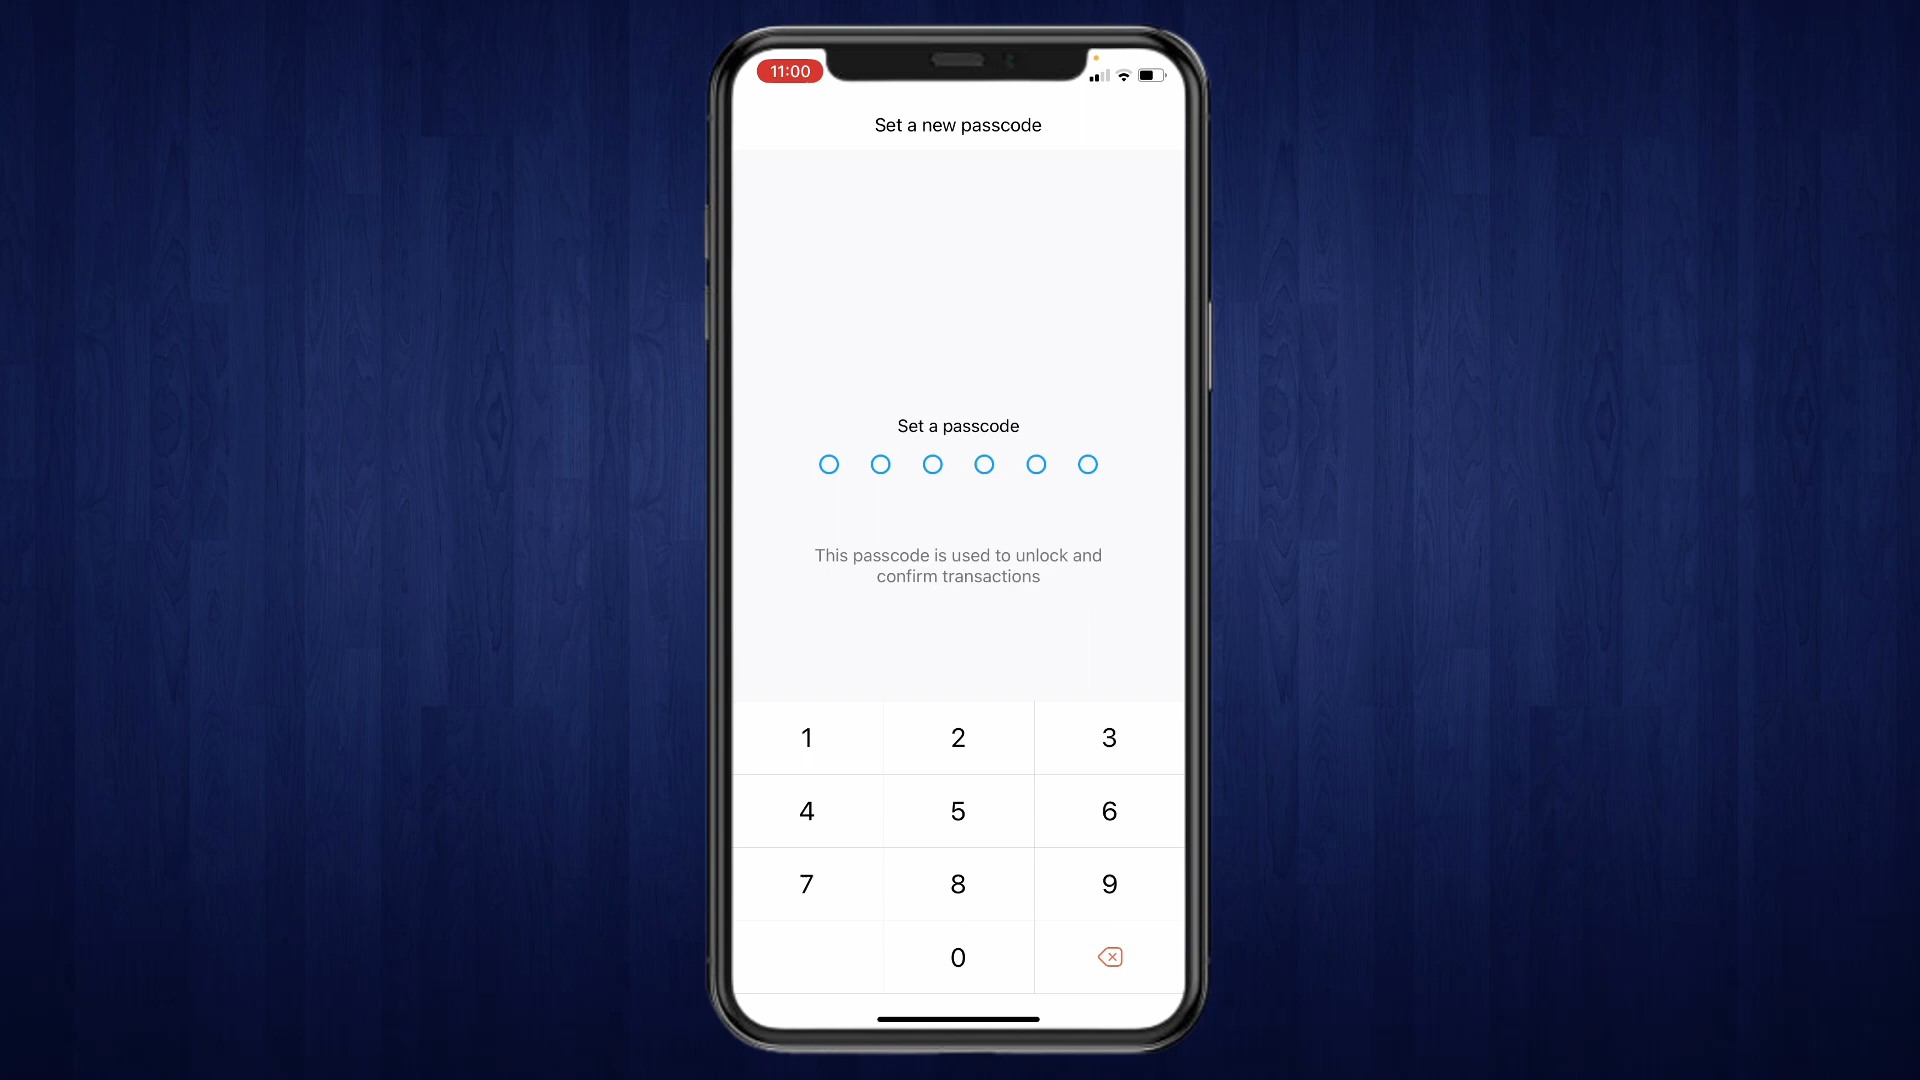 11:00
Set a new passcode
Set a passcode
This passcode is used to unlock and
confirm transactions
1 2 3
4 5 6
7 8 9
0